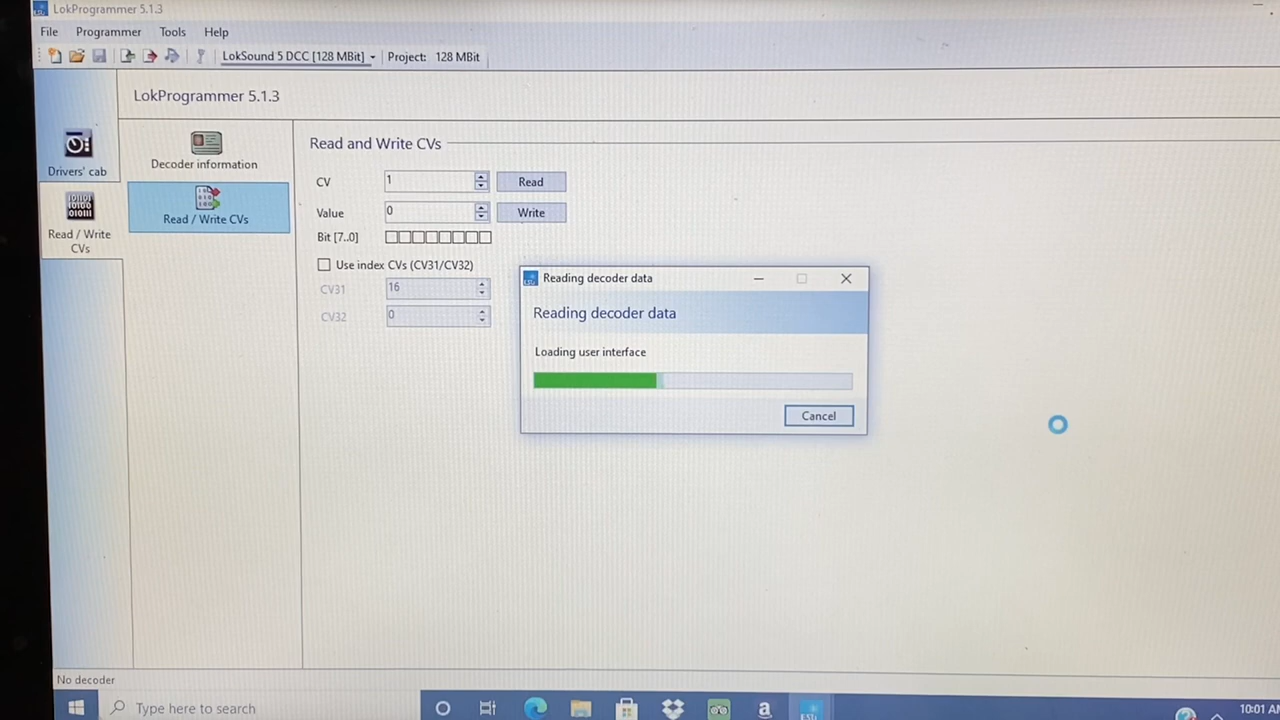 LokProgrammer 5.1.3
File Programmer Tools Help
LokSound 5 DCC [128 MBit] Project: 128 MBit
LokProgrammer 5.1.3
Drivers' cab
Read / Write CVs
Decoder information
Read / Write CVs
Read and Write CVs
CV 1 Read
Value 0 Write
Bit [7..0]
Use index CVs (CV31/CV32)
CV31 16
CV32 0
Reading decoder data
Reading decoder data
Loading user interface
Cancel
No decoder
Type here to search
10:01